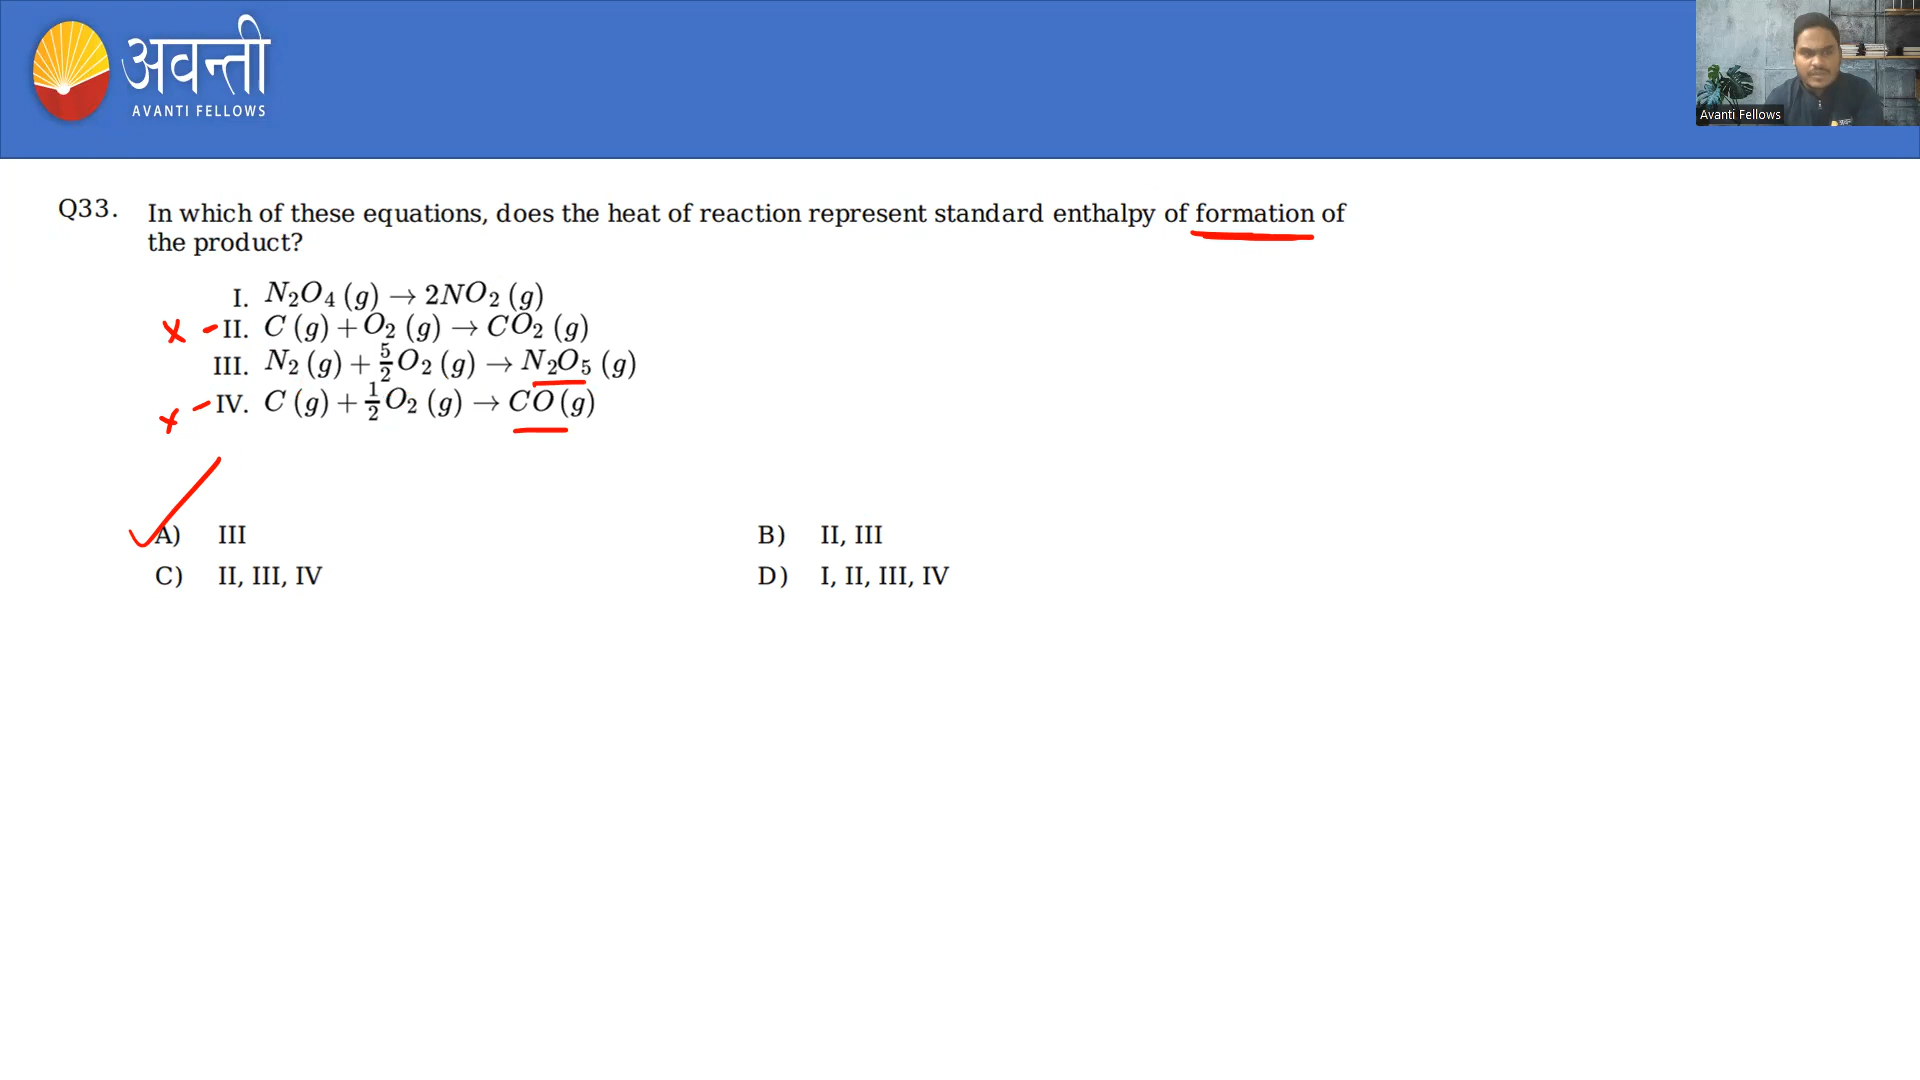 अवन्ती
AVANTI FELLOWS
Avanti Fellows
Q33. In which of these equations, does the heat of reaction represent standard enthalpy of formation of
the product?
I. N₂O₄ (g) → 2NO₂ (g)
x - II. C (g) + O₂ (g) → CO₂ (g)
III. N₂ (g) + 5/2 O₂ (g) → N₂O₅ (g)
x - IV. C (g) + 1/2 O₂ (g) → CO (g)
A) III B) II, III
C) II, III, IV D) I, II, III, IV